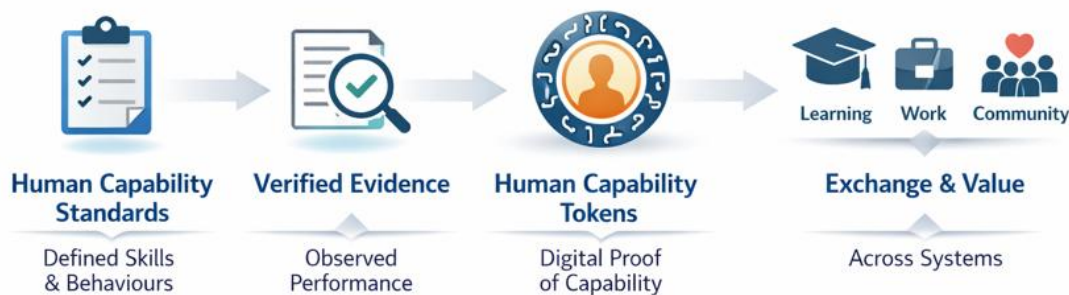 Learning Work Community
Human Capability
Standards
Verified Evidence
Human Capability
Tokens
Exchange & Value
Defined Skills
& Behaviours
Observed
Performance
Digital Proof
of Capability
Across Systems